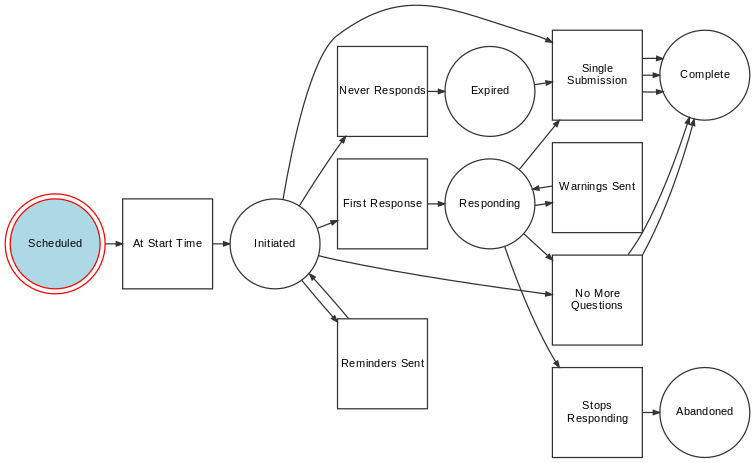 Scheduled
At Start Time
Initiated
Never Responds
First Response
Reminders Sent
Expired
Responding
Single
Submission
Warnings Sent
No More
Questions
Stops
Responding
Complete
Abandoned